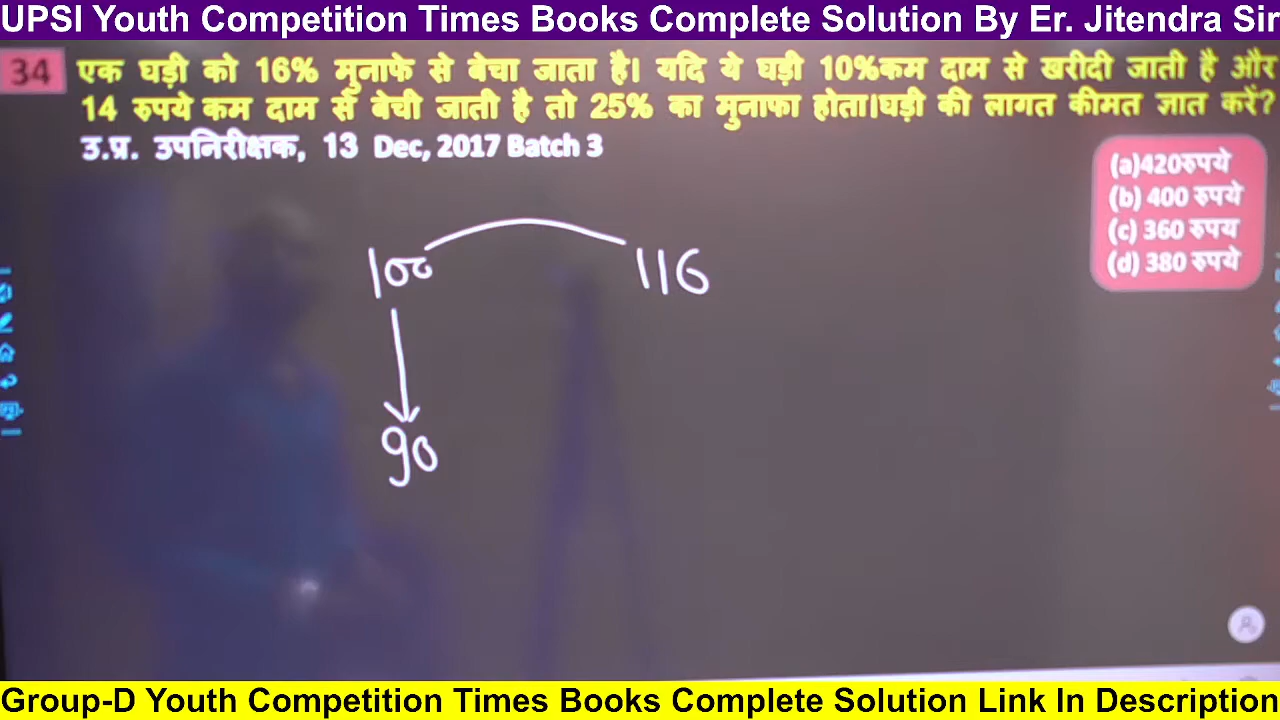 UPSI Youth Competition Times Books Complete Solution By Er. Jitendra Sir
34 एक घड़ी को 16% मुनाफे से बेचा जाता है। यदि ये घड़ी 10%कम दाम से खरीदी जाती है और
14 रुपये कम दाम से बेची जाती है तो 25% का मुनाफा होता।घड़ी की लागत कीमत ज्ञात करें?
उ.प्र. उपनिरीक्षक, 13 Dec, 2017 Batch 3
(a)420रुपये
(b) 400 रुपये
(c) 360 रुपय
(d) 380 रुपये
100 116
90
Group-D Youth Competition Times Books Complete Solution Link In Description